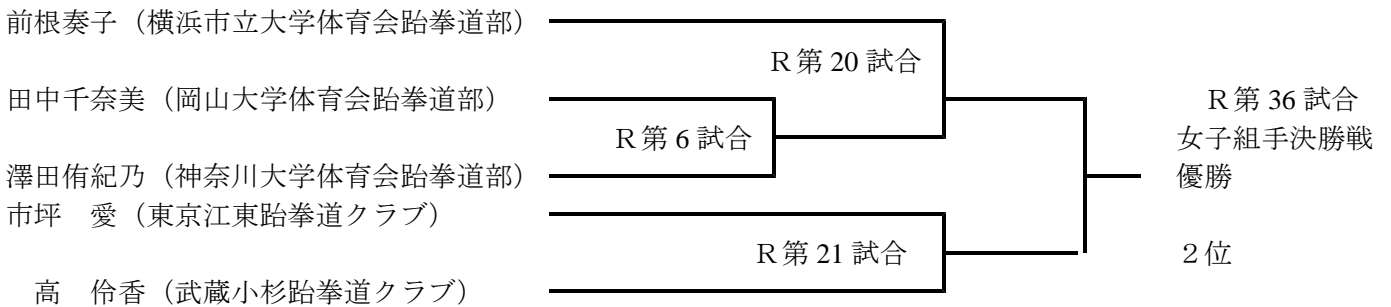 前根奏子（横浜市立大学体育会跆拳道部）
Ｒ第 20 試合
田中千奈美（岡山大学体育会跆拳道部）
Ｒ第 36 試合
Ｒ第 6 試合
女子組手決勝戦
澤田侑紀乃（神奈川大学体育会跆拳道部）
優勝
市坪　愛（東京江東跆拳道クラブ）
Ｒ第 21 試合
２位
高　伶香（武蔵小杉跆拳道クラブ）